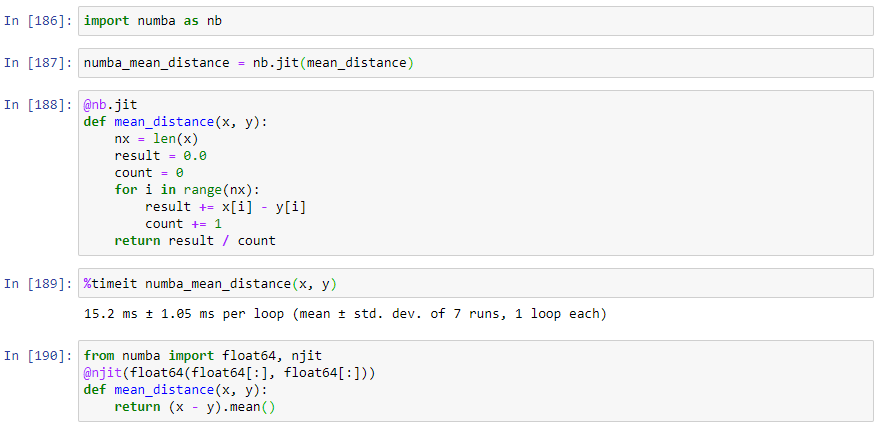 In [186]: import numba as nb
In [187]: numba_mean_distance = nb.jit(mean_distance)
In [188]: @nb.jit
def mean_distance(x, y):
    nx = len(x)
    result = 0.0
    count = 0
    for i in range(nx):
        result += x[i] - y[i]
        count += 1
    return result / count
In [189]: %timeit numba_mean_distance(x, y)
15.2 ms ± 1.05 ms per loop (mean ± std. dev. of 7 runs, 1 loop each)
In [190]: from numba import float64, njit
@njit(float64(float64[:], float64[:]))
def mean_distance(x, y):
    return (x - y).mean()